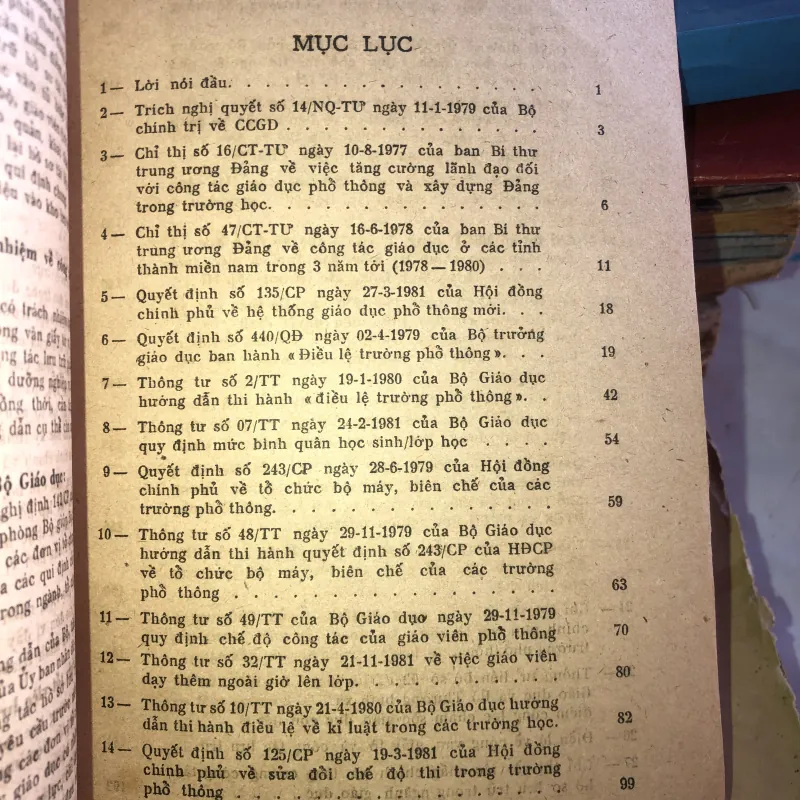 MỤC LỤC
1— Lời nói đầu. . . . . . . . . . . . . . . . . 1
2— Trích nghị quyết số 14/NQ-TƯ ngày 11-1-1979 của Bộ
chính trị về CCGD . . . . . . . . . . . . . . 3
3— Chỉ thị số 16/CT-TƯ ngày 10-8-1977 của ban Bí thư
trung ương Đảng về việc tăng cường lãnh đạo đối
với công tác giáo dục phổ thông và xây dựng Đảng
trong trường học. . . . . . . . . . . . . . . 6
4— Chỉ thị số 47/CT-TƯ ngày 16-6-1978 của ban Bí thư
trung ương Đảng về công tác giáo dục ở các tỉnh
thành miền nam trong 3 năm tới (1978 — 1980) . . . 11
5— Quyết định số 135/CP ngày 27-3-1981 của Hội đồng
chính phủ về hệ thống giáo dục phổ thông mới. . . 18
6— Quyết định số 440/QĐ ngày 02-4-1979 của Bộ trưởng
giáo dục ban hành « Điều lệ trường phổ thông ». . . 19
7— Thông tư số 2/TT ngày 19-1-1980 của Bộ Giáo dục
hướng dẫn thi hành « điều lệ trường phổ thông ». . 42
8— Thông tư số 07/TT ngày 24-2-1981 của Bộ Giáo dục
quy định mức bình quân học sinh/lớp học . . . . 54
9— Quyết định số 243/CP ngày 28-6-1979 của Hội đồng
chính phủ về tổ chức bộ máy, biên chế của các
trường phổ thông. . . . . . . . . . . . . . . 59
10— Thông tư số 48/TT ngày 29-11-1979 của Bộ Giáo dục
hướng dẫn thi hành quyết định số 243/CP của HĐCP
về tổ chức bộ máy, biên chế của các trường
phổ thông . . . . . . . . . . . . . . . . . . 63
11— Thông tư số 49/TT của Bộ Giáo dục ngày 29-11-1979
quy định chế độ công tác của giáo viên phổ thông 70
12— Thông tư số 32/TT ngày 21-11-1981 về việc giáo viên
dạy thêm ngoài giờ lên lớp. . . . . . . . . . . 80
13— Thông tư số 10/TT ngày 21-4-1980 của Bộ Giáo dục hướng
dẫn thi hành điều lệ về kỉ luật trong các trường học. 82
14— Quyết định số 125/CP ngày 19-3-1981 của Hội đồng
chính phủ về sửa đổi chế độ thi trong trường
phổ thông . . . . . . . . . . . . . . . . . . 99